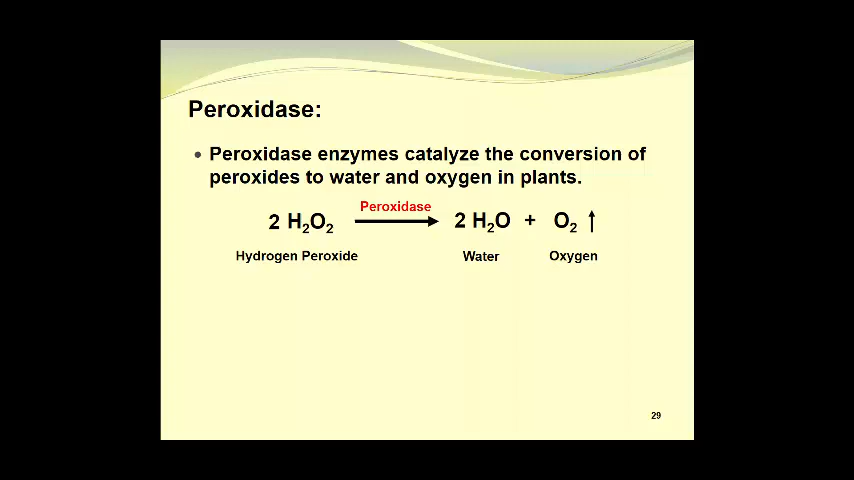 Peroxidase:
• Peroxidase enzymes catalyze the conversion of
peroxides to water and oxygen in plants.
Peroxidase
2 H₂O₂ → 2 H₂O + O₂ ↑
Hydrogen Peroxide Water Oxygen
29